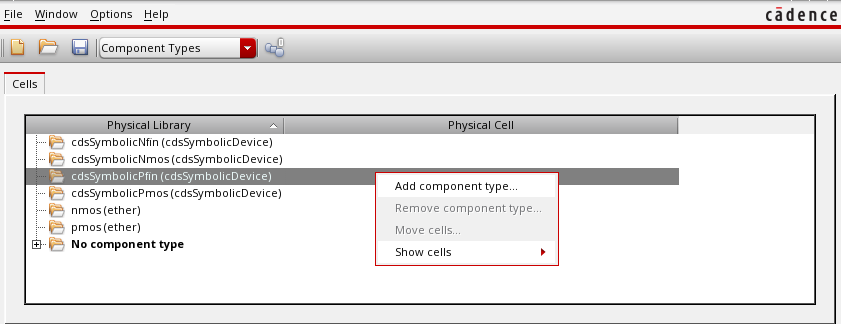 File Window Options Help
cādence
Component Types
Cells
Physical Library Physical Cell
cdsSymbolicNfin (cdsSymbolicDevice)
cdsSymbolicNmos (cdsSymbolicDevice)
cdsSymbolicPfin (cdsSymbolicDevice)
cdsSymbolicPmos (cdsSymbolicDevice)
nmos (ether)
pmos (ether)
No component type
Add component type...
Remove component type...
Move cells...
Show cells